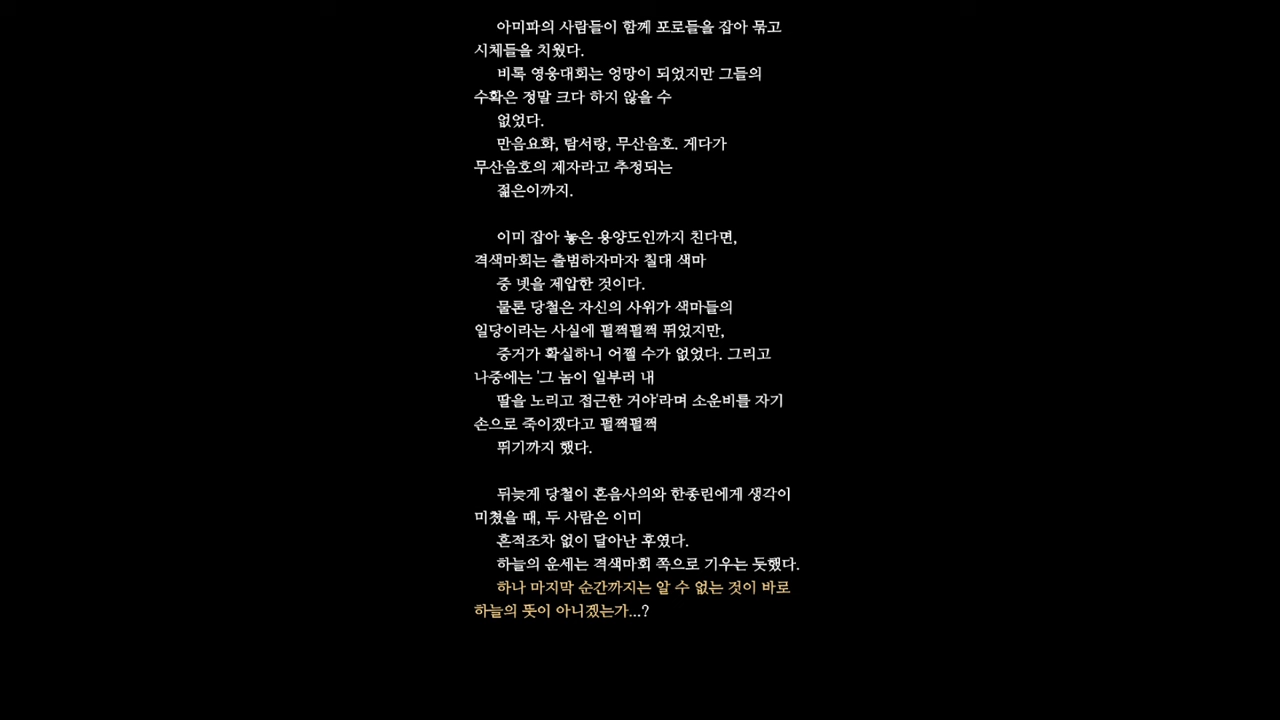 아미파의 사람들이 함께 포로들을 잡아 묶고
시체들을 치웠다.
비록 영웅대회는 엉망이 되었지만 그들의
수확은 정말 크다 하지 않을 수
없었다.
만음요화, 탐서랑, 무산음호. 게다가
무산음호의 제자라고 추정되는
젊은이까지.
이미 잡아 놓은 용양도인까지 친다면,
격색마회는 출범하자마자 칠대 색마
중 넷을 제압한 것이다.
물론 당철은 자신의 사위가 색마들의
일당이라는 사실에 펄쩍펄쩍 뛰었지만,
증거가 확실하니 어쩔 수가 없었다. 그리고
나중에는 '그 놈이 일부러 내
딸을 노리고 접근한 거야'라며 소운비를 자기
손으로 죽이겠다고 펄쩍펄쩍
뛰기까지 했다.
뒤늦게 당철이 혼음사의와 한종린에게 생각이
미쳤을 때, 두 사람은 이미
흔적조차 없이 달아난 후였다.
하늘의 운세는 격색마회 쪽으로 기우는 듯했다.
하나 마지막 순간까지는 알 수 없는 것이 바로
하늘의 뜻이 아니겠는가...?